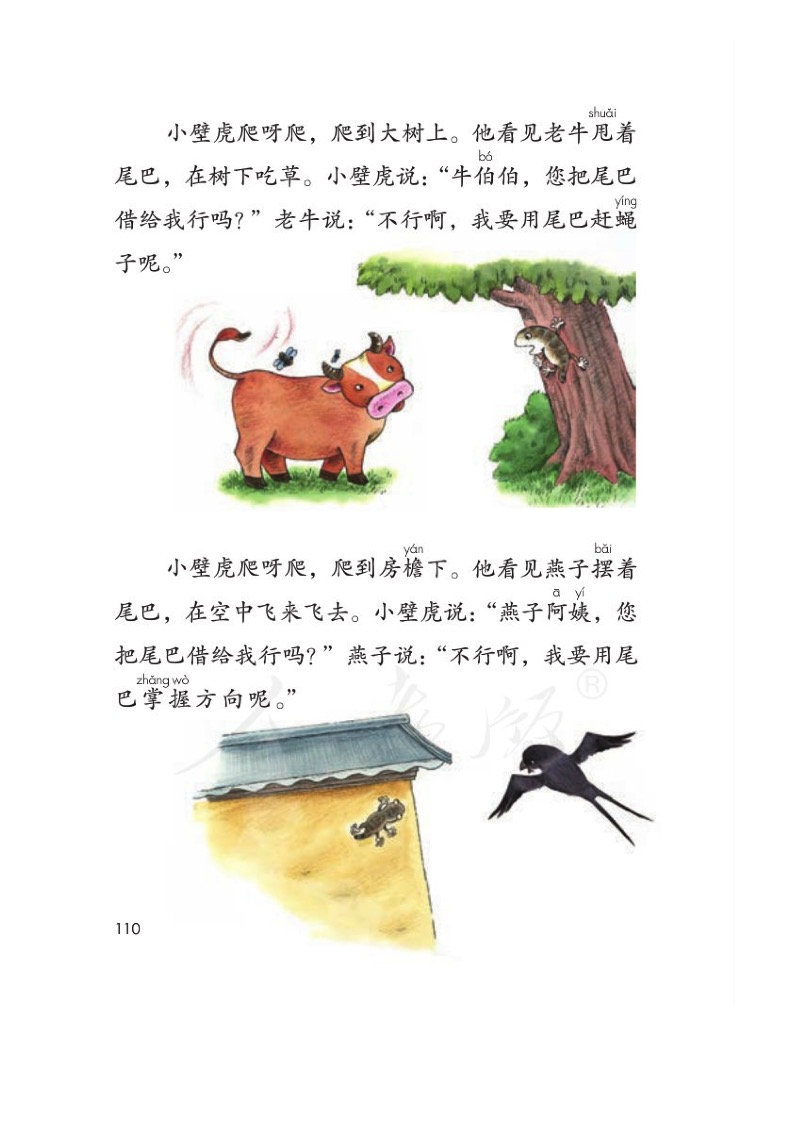 shuǎi
小壁虎爬呀爬，爬到大树上。他看见老牛甩着
bó
尾巴，在树下吃草。小壁虎说：“牛伯伯，您把尾巴
yíng
借给我行吗？”老牛说：“不行啊，我要用尾巴赶蝇
子呢。”
yán bǎi
小壁虎爬呀爬，爬到房檐下。他看见燕子摆着
ā yí
尾巴，在空中飞来飞去。小壁虎说：“燕子阿姨，您
把尾巴借给我行吗？”燕子说：“不行啊，我要用尾
zhǎng wò
巴掌握方向呢。”
人教版®
110